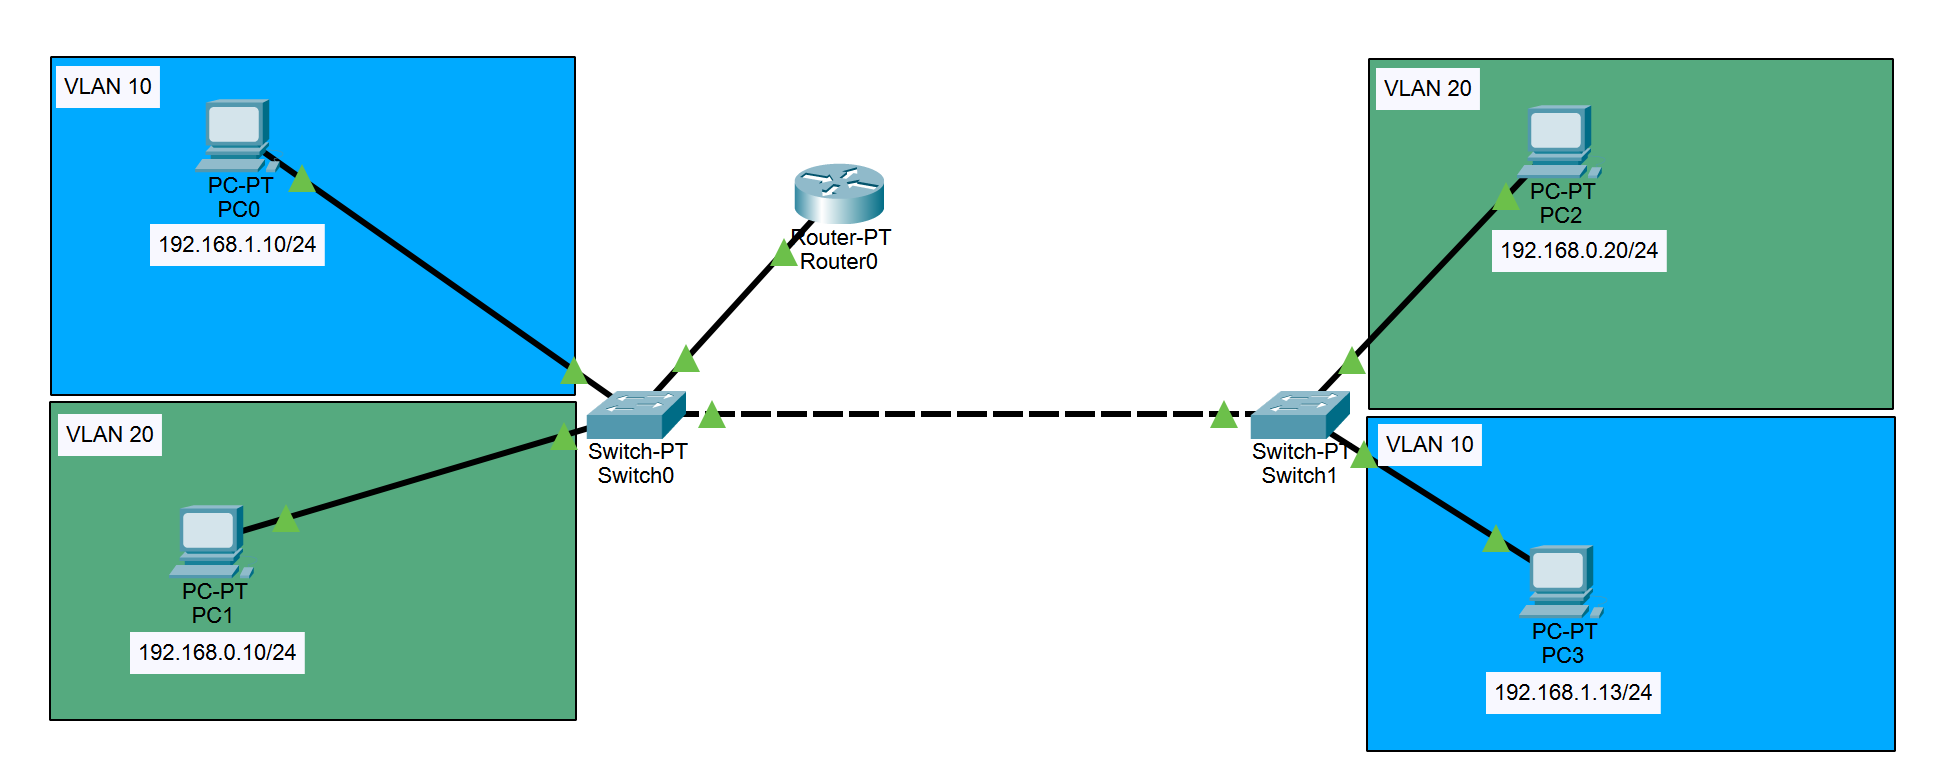 VLAN 10
PC-PT
PC0
192.168.1.10/24
VLAN 20
PC-PT
PC1
192.168.0.10/24
Router-PT
Router0
Switch-PT
Switch0
Switch-PT
Switch1
VLAN 20
PC-PT
PC2
192.168.0.20/24
VLAN 10
PC-PT
PC3
192.168.1.13/24